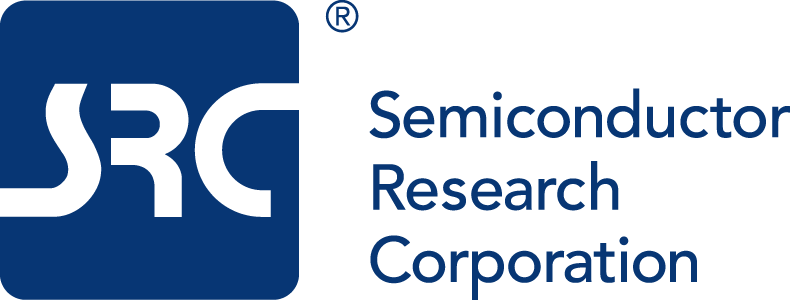 SRC
®
Semiconductor
Research
Corporation